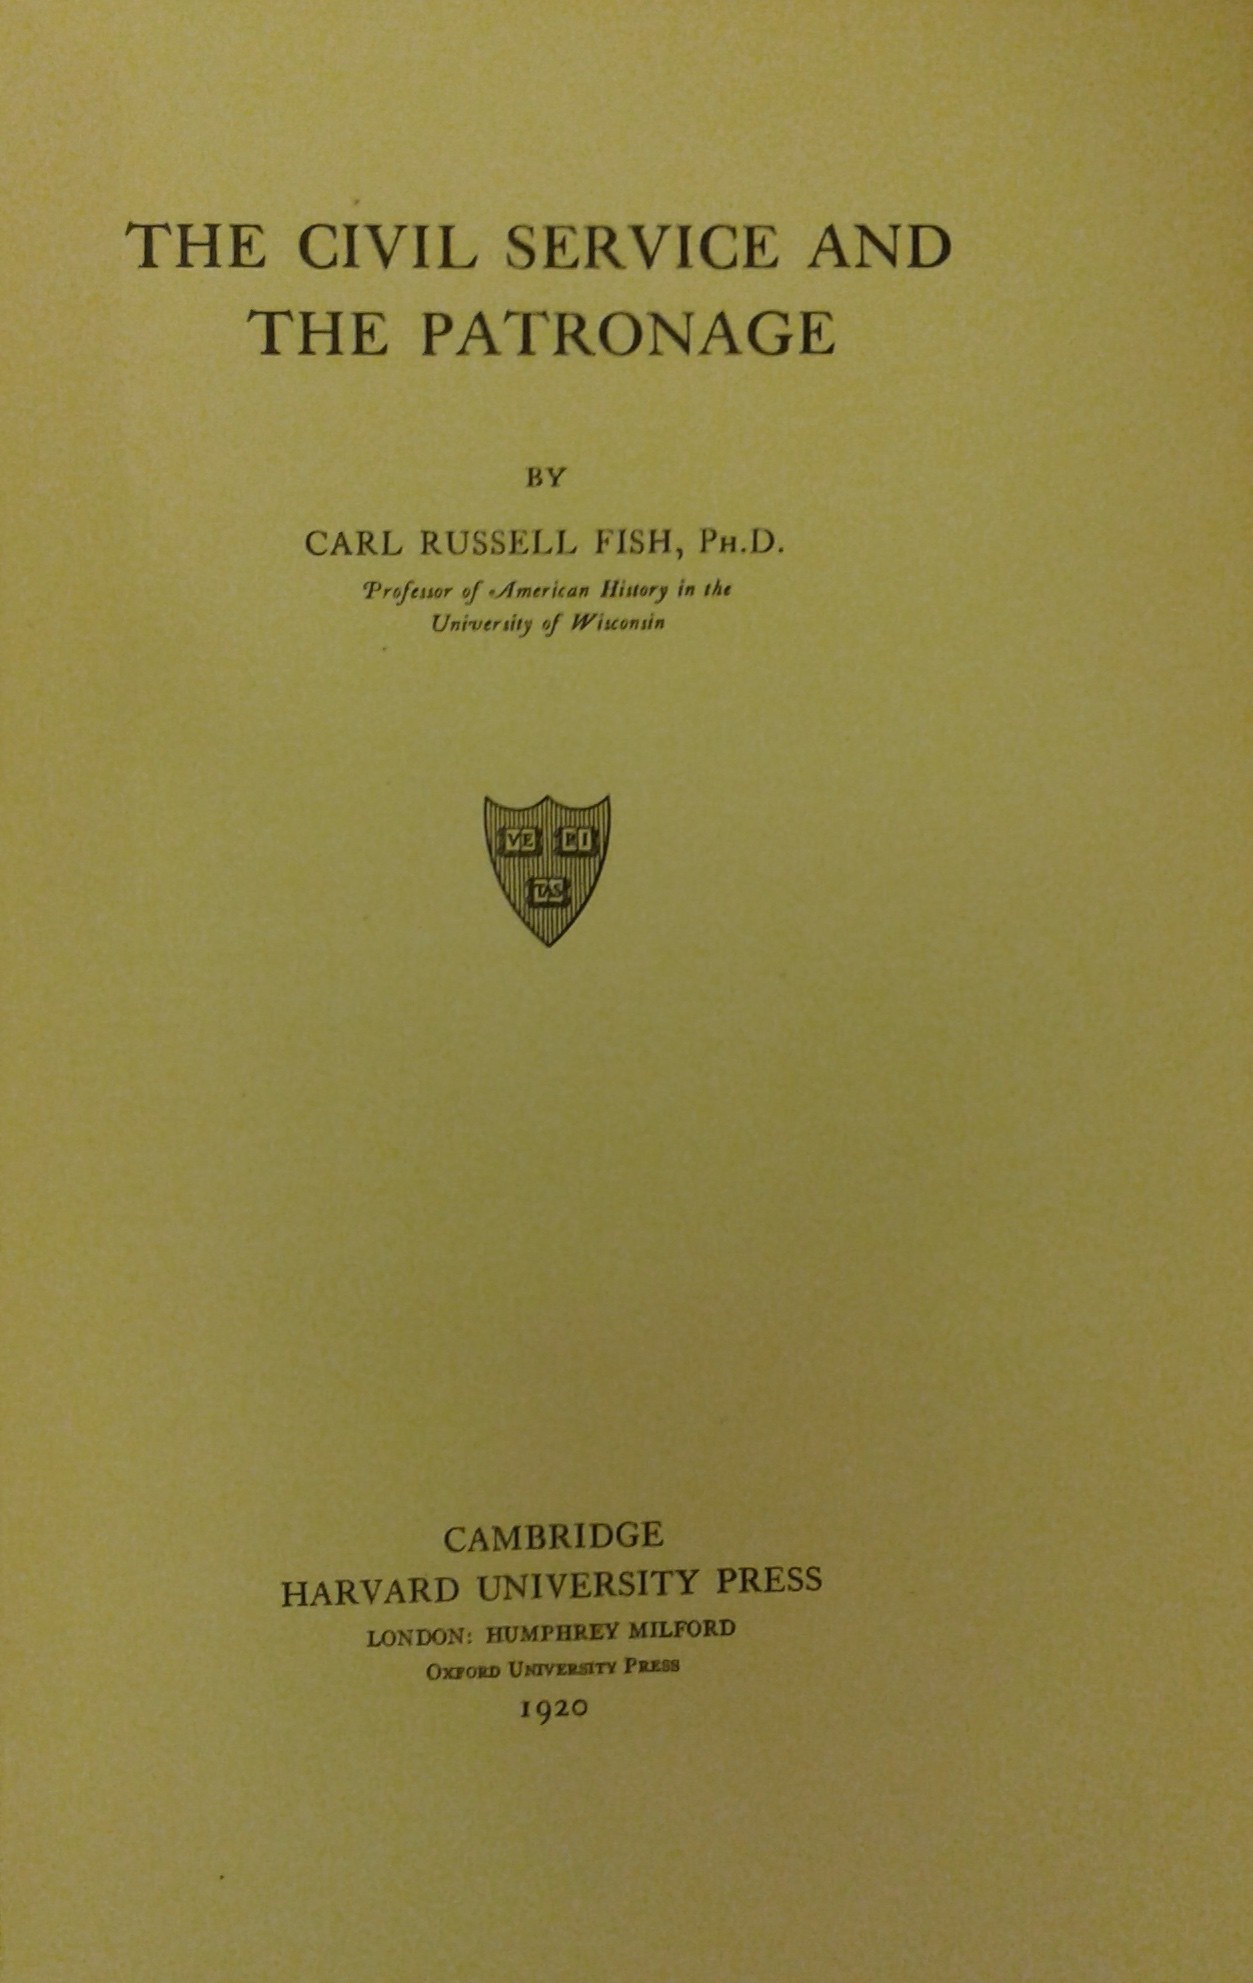 THE CIVIL SERVICE AND
THE PATRONAGE
BY
CARL RUSSELL FISH, PH.D.
Professor of American History in the
University of Wisconsin
VE RI
TAS
CAMBRIDGE
HARVARD UNIVERSITY PRESS
LONDON: HUMPHREY MILFORD
OXFORD UNIVERSITY PRESS
1920